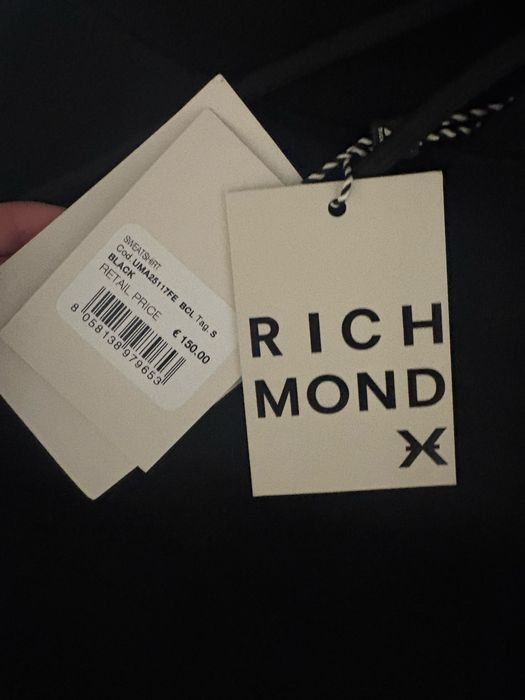 SWEATSHIRT
Cod. UMA25117FE BCL Tag. S
BLACK
RETAIL PRICE
€ 150.00
8 058138 979653
RICH
MOND
X